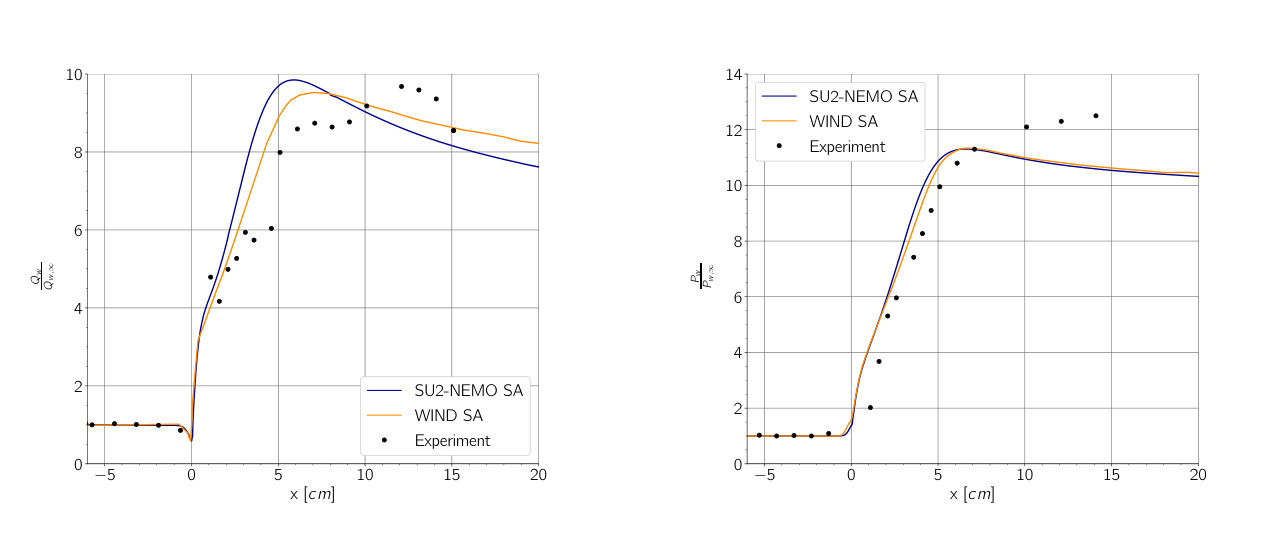 10
8
6
4
2
0
Q_w
Q_{w,∞}
−5
0
5
10
15
20
x [cm]
SU2-NEMO SA
WIND SA
Experiment
14
12
10
8
6
4
2
0
P_w
P_{w,∞}
−5
0
5
10
15
20
x [cm]
SU2-NEMO SA
WIND SA
Experiment